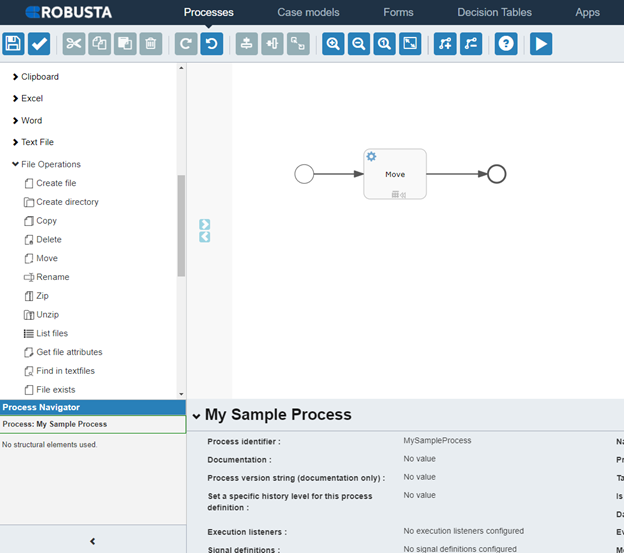 ROBUSTA
Processes
Case models
Forms
Decision Tables
Apps
Clipboard
Excel
Word
Text File
File Operations
Create file
Create directory
Copy
Delete
Move
Rename
Zip
Unzip
List files
Get file attributes
Find in textfiles
File exists
Move
Process Navigator
Process: My Sample Process
No structural elements used.
My Sample Process
Process identifier : MySampleProcess
Documentation : No value
Process version string (documentation only) : No value
Set a specific history level for this process No value
definition :
Execution listeners : No execution listeners configured
Signal definitions : No signal definitions configured